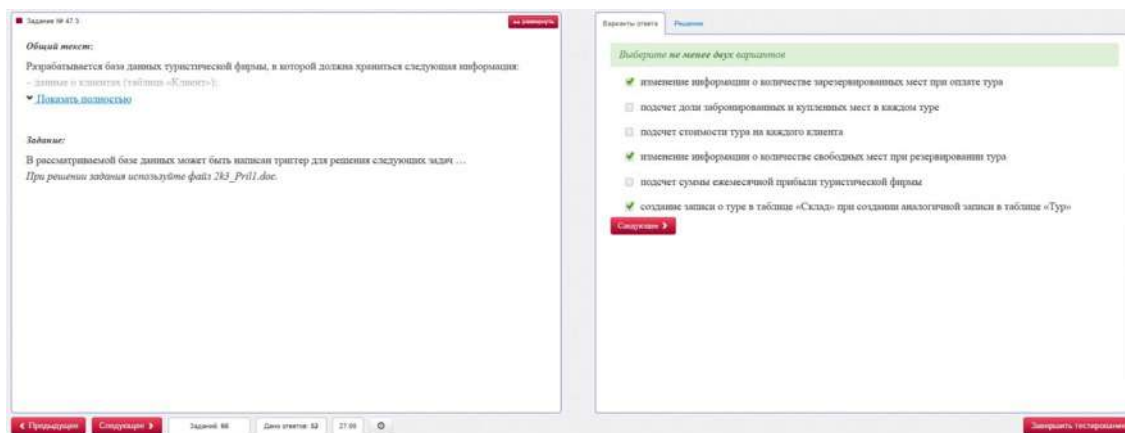 Задание № 47.3
развернуть
Общий текст:
Разрабатывается база данных туристической фирмы, в которой должна храниться следующая информация:
– данные о клиентах (таблица «Клиент»);
Показать полностью
Задание:
В рассматриваемой базе данных может быть написан триггер для решения следующих задач …
При решении задания используйте файл 2k3_Pril1.doc.
Варианты ответа
Решение
Выберите не менее двух вариантов
изменение информации о количестве зарезервированных мест при оплате тура
подсчет доли забронированных и купленных мест в каждом туре
подсчет стоимости тура на каждого клиента
изменение информации о количестве свободных мест при резервировании тура
подсчет суммы ежемесячной прибыли туристической фирмы
создание записи о туре в таблице «Склад» при создании аналогичной записи в таблице «Тур»
Следующее
Предыдущее
Следующее
Заданий:
Дано ответов:
Завершить тестирование